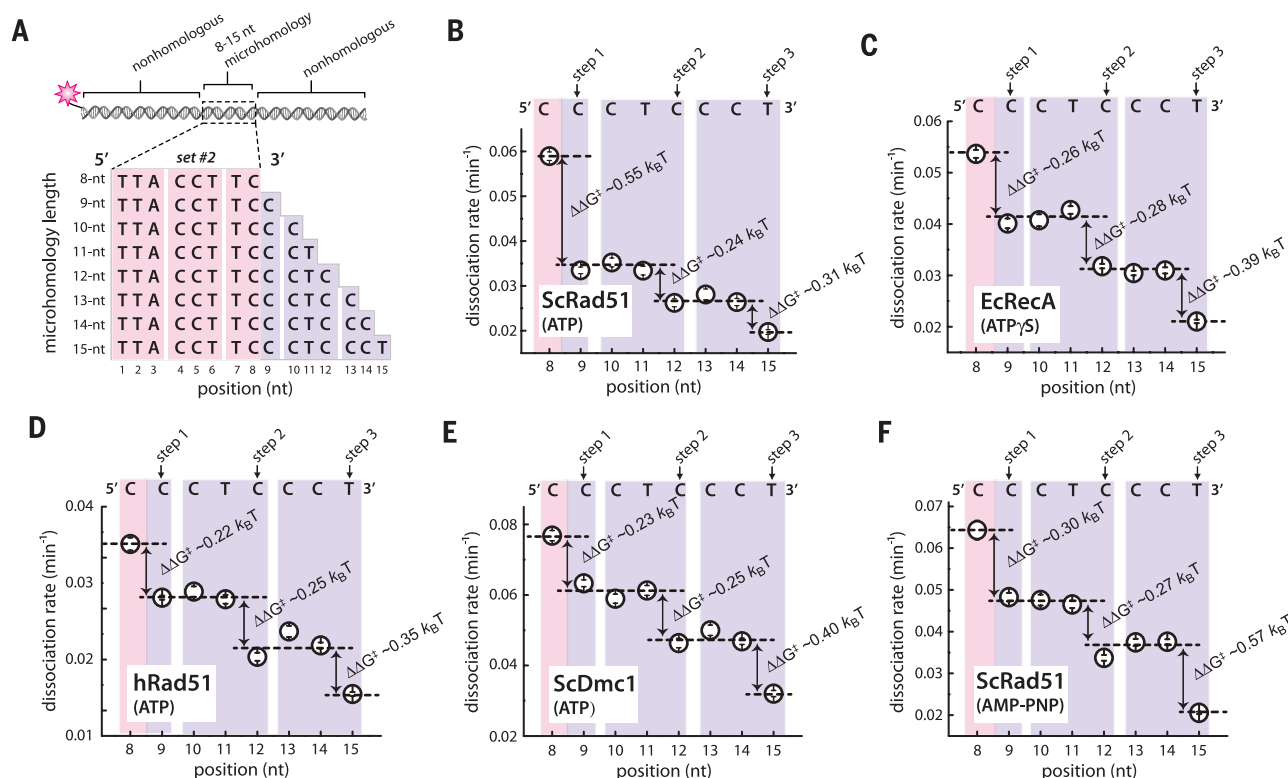 A
nonhomologous
8-15 nt
microhomology
nonhomologous
5′ set #2 3′
microhomology length
8-nt T T A C C T T C
9-nt T T A C C T T C C
10-nt T T A C C T T C C C
11-nt T T A C C T T C C C T
12-nt T T A C C T T C C C T C
13-nt T T A C C T T C C C T C C
14-nt T T A C C T T C C C T C C C
15-nt T T A C C T T C C C T C C C T
1 2 3 4 5 6 7 8 9 10 11 12 13 14 15
position (nt)
B
step 1 step 2 step 3
5′ C C C T C C C T 3′
dissociation rate (min⁻¹)
0.06
0.05
0.04
0.03
0.02
ΔΔG‡ ~0.55 kBT
ΔΔG‡ ~0.24 kBT
ΔΔG‡ ~0.31 kBT
ScRad51
(ATP)
8 9 10 11 12 13 14 15
position (nt)
C
step 1 step 2 step 3
5′ C C C T C C C T 3′
dissociation rate (min⁻¹)
0.06
0.05
0.04
0.03
0.02
ΔΔG‡ ~0.26 kBT
ΔΔG‡ ~0.28 kBT
ΔΔG‡ ~0.39 kBT
EcRecA
(ATPγS)
8 9 10 11 12 13 14 15
position (nt)
D
step 1 step 2 step 3
5′ C C C T C C C T 3′
dissociation rate (min⁻¹)
0.04
0.03
0.02
0.01
ΔΔG‡ ~0.22 kBT
ΔΔG‡ ~0.25 kBT
ΔΔG‡ ~0.35 kBT
hRad51
(ATP)
8 9 10 11 12 13 14 15
position (nt)
E
step 1 step 2 step 3
5′ C C C T C C C T 3′
dissociation rate (min⁻¹)
0.08
0.06
0.04
0.02
ΔΔG‡ ~0.23 kBT
ΔΔG‡ ~0.25 kBT
ΔΔG‡ ~0.40 kBT
ScDmc1
(ATP)
8 9 10 11 12 13 14 15
position (nt)
F
step 1 step 2 step 3
5′ C C C T C C C T 3′
dissociation rate (min⁻¹)
0.07
0.06
0.05
0.04
0.03
0.02
ΔΔG‡ ~0.30 kBT
ΔΔG‡ ~0.27 kBT
ΔΔG‡ ~0.57 kBT
ScRad51
(AMP-PNP)
8 9 10 11 12 13 14 15
position (nt)